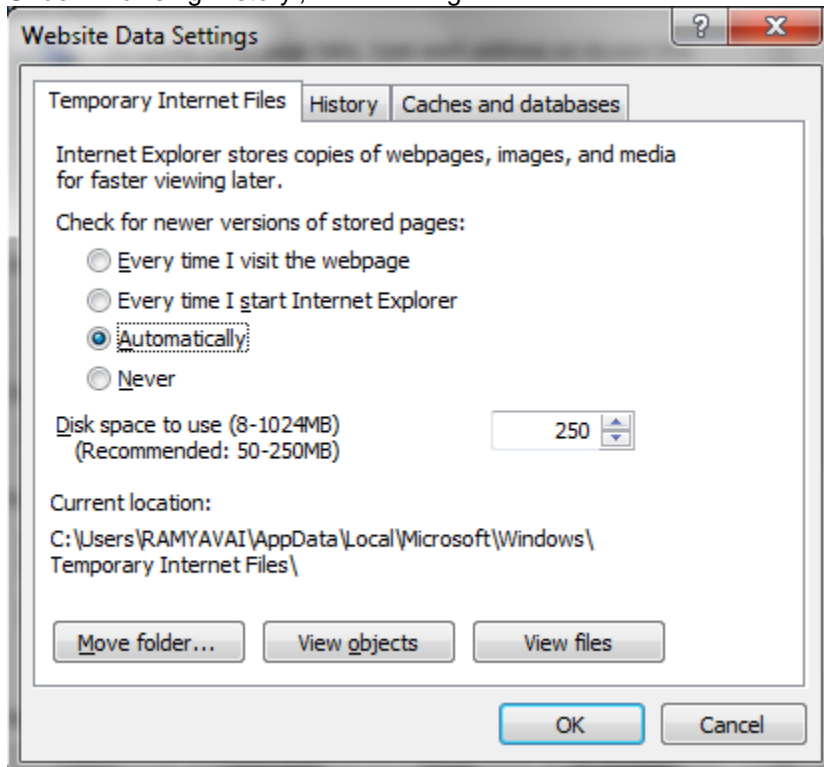 Website Data Settings
Temporary Internet Files History Caches and databases
Internet Explorer stores copies of webpages, images, and media
for faster viewing later.
Check for newer versions of stored pages:
Every time I visit the webpage
Every time I start Internet Explorer
Automatically
Never
Disk space to use (8-1024MB) 250
(Recommended: 50-250MB)
Current location:
C:\Users\RAMYAVAI\AppData\Local\Microsoft\Windows\
Temporary Internet Files\
Move folder... View objects View files
OK Cancel